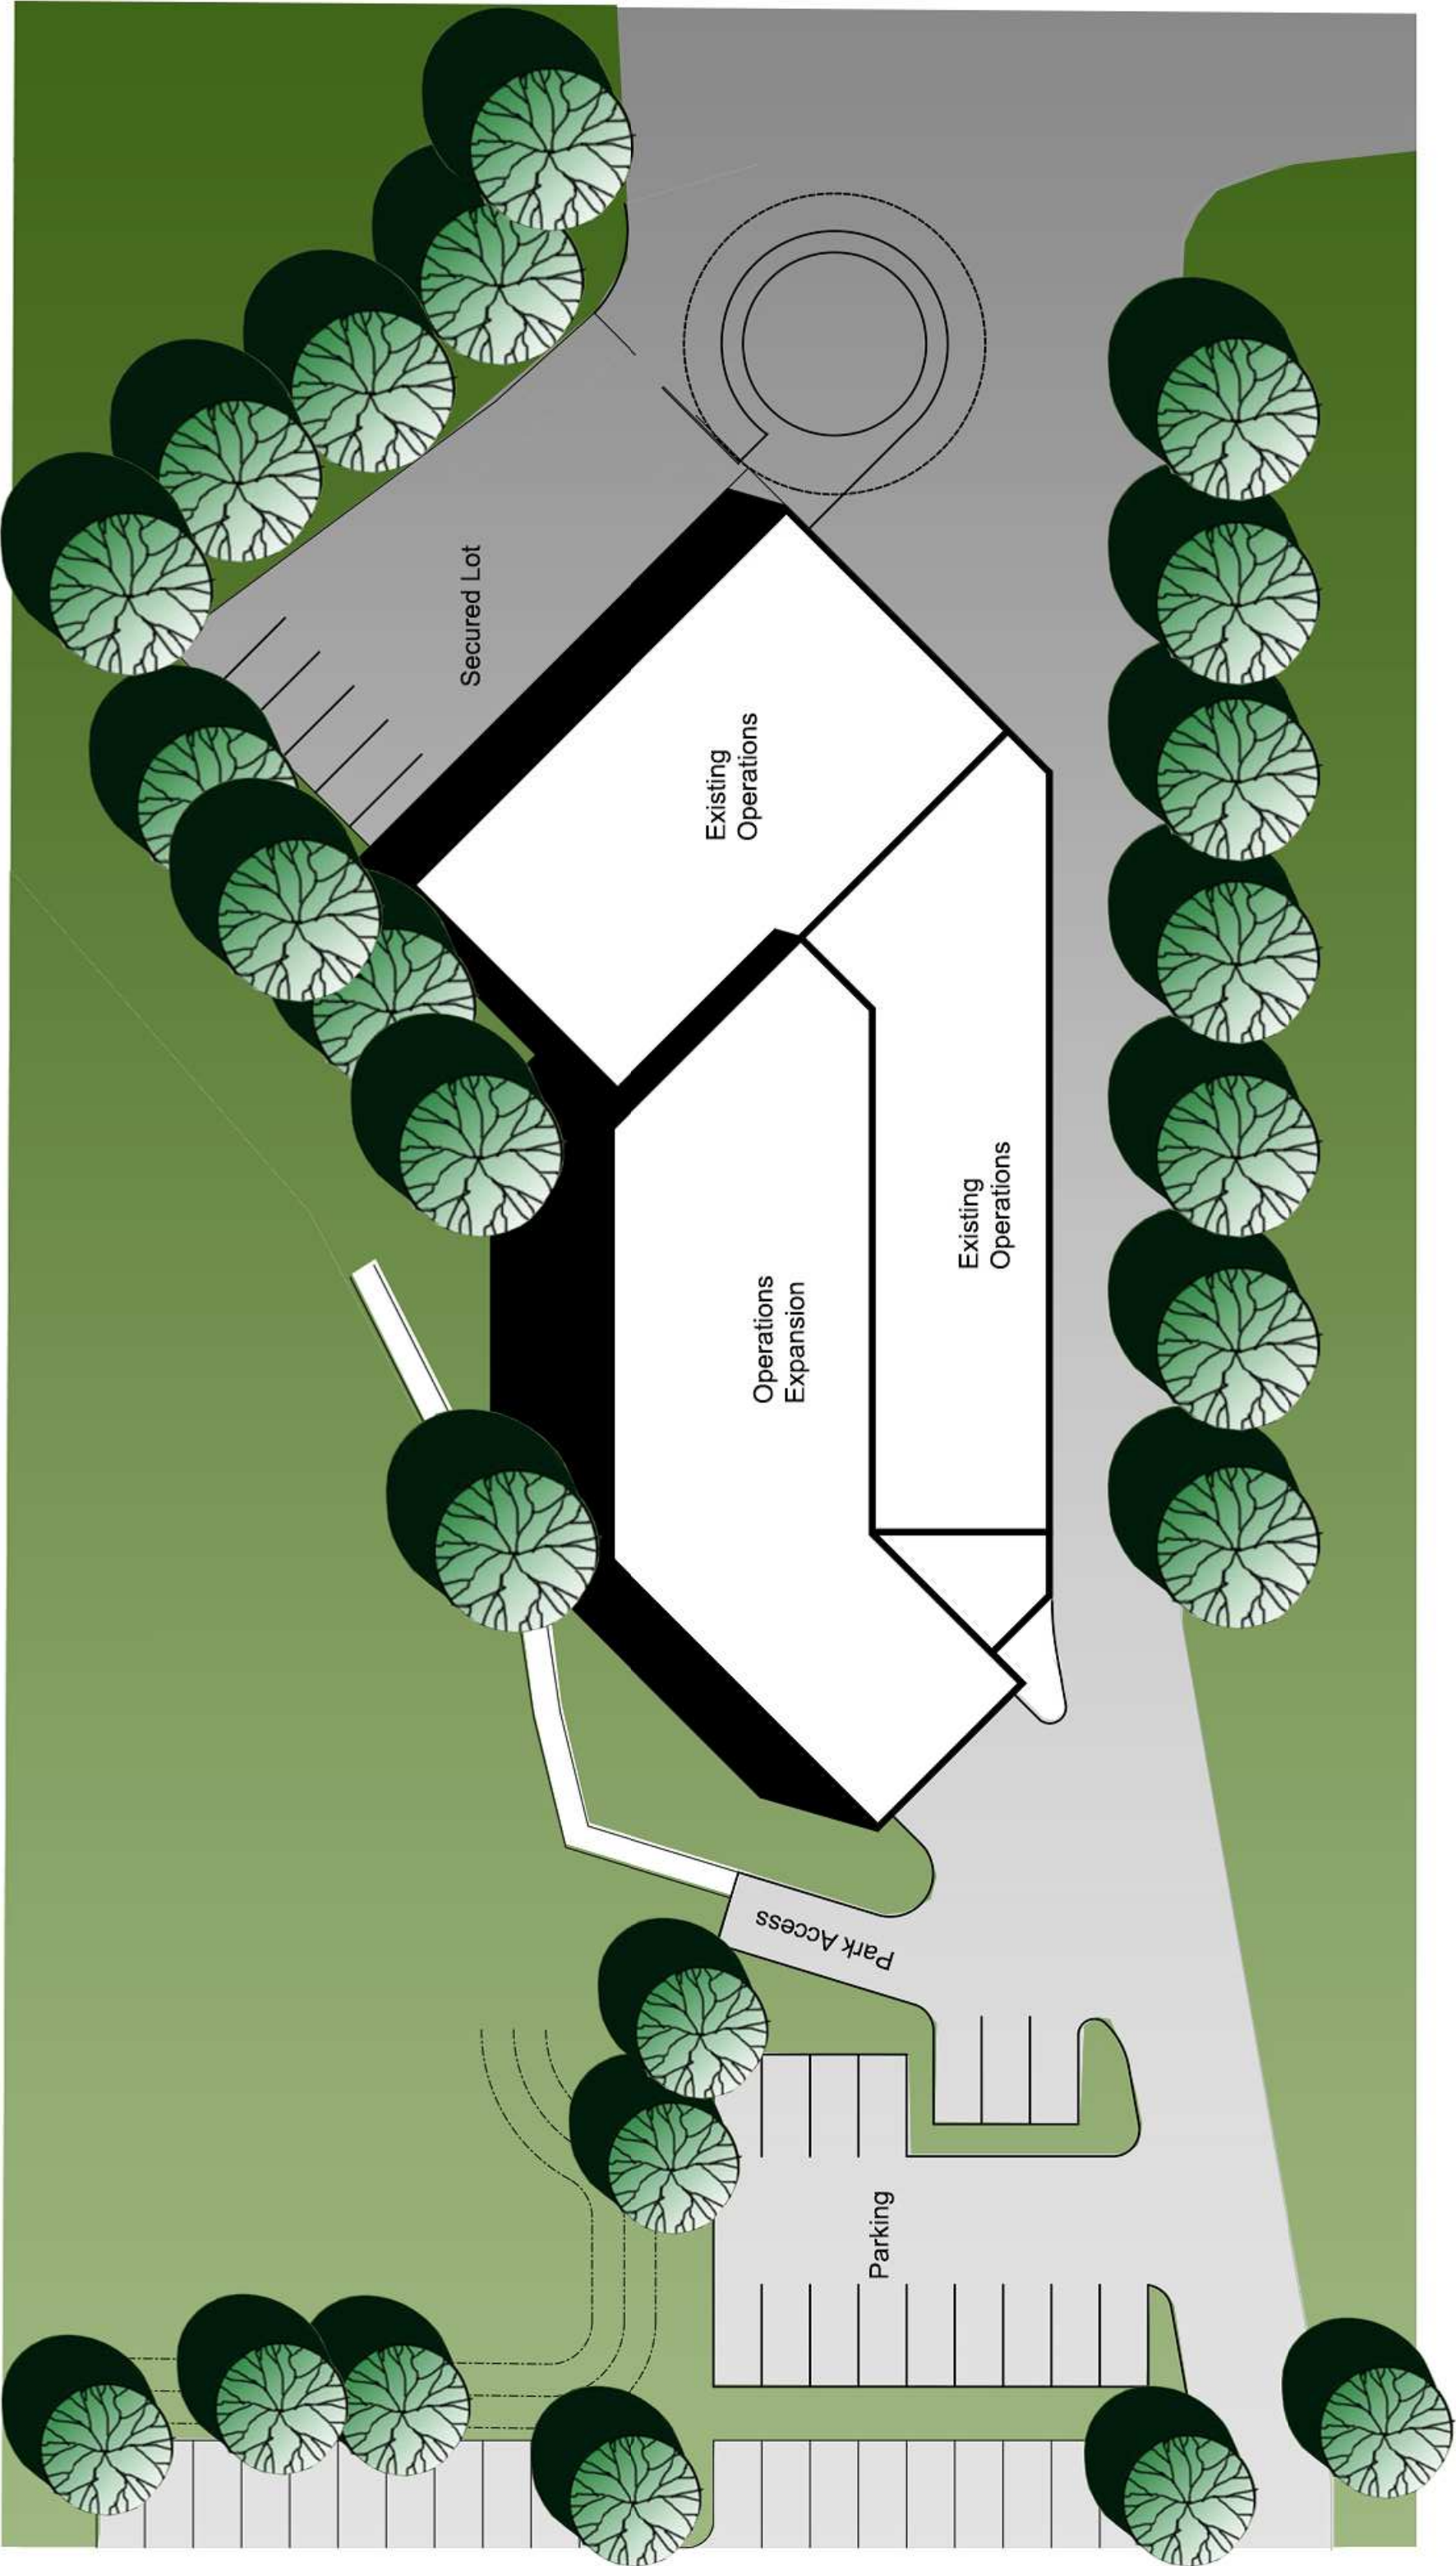 Secured Lot
Existing
Operations
Existing
Operations
Operations
Expansion
Park Access
Parking